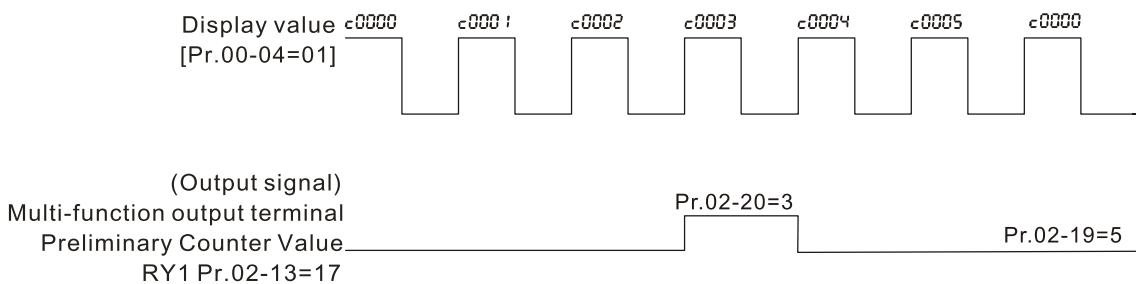 Display value c0000 c0001 c0002 c0003 c0004 c0005 c0000
[Pr.00-04=01]
(Output signal)
Multi-function output terminal
Pr.02-20=3
Preliminary Counter Value
Pr.02-19=5
RY1 Pr.02-13=17